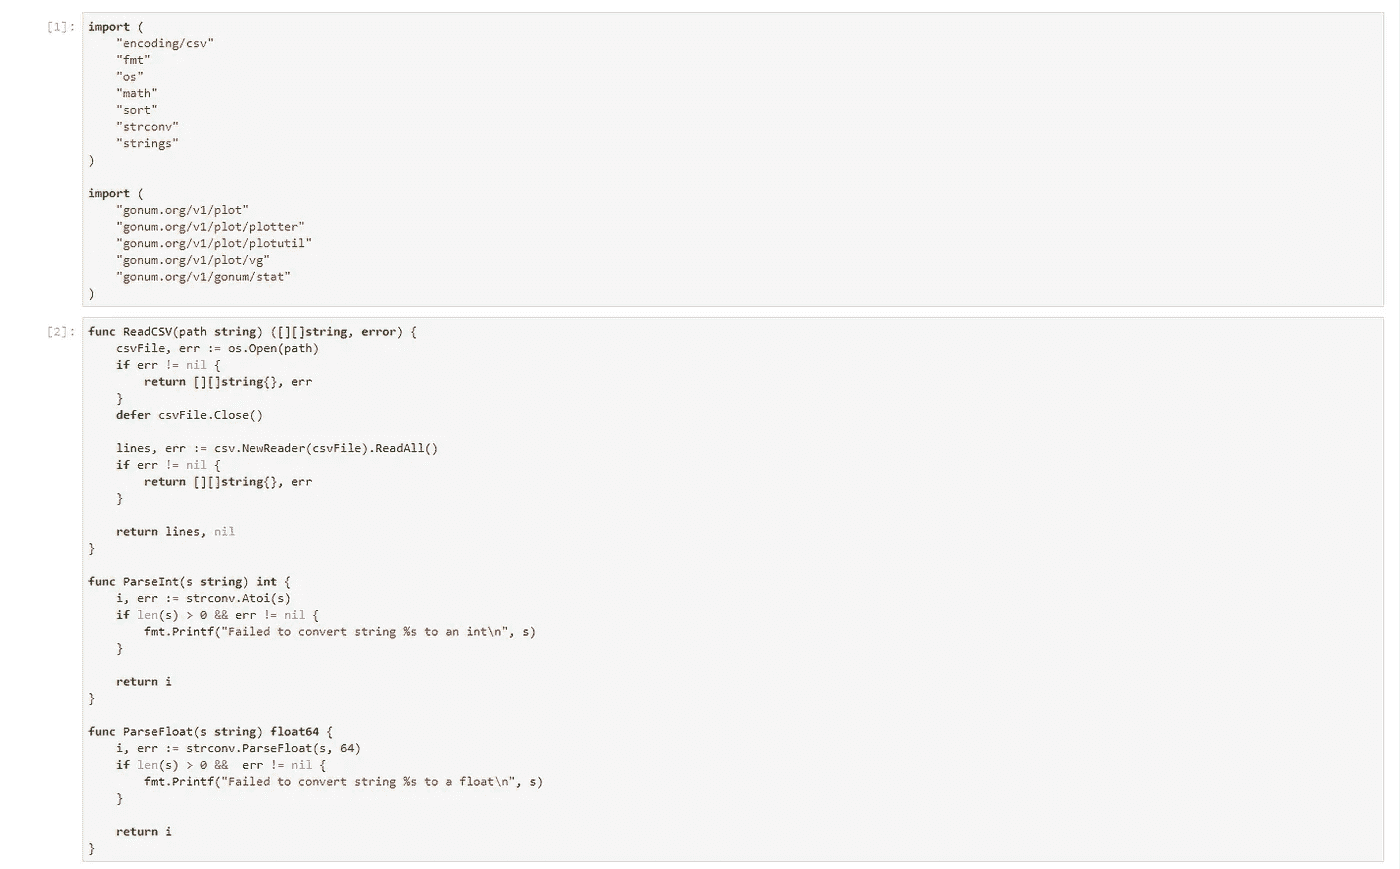 [1]: import (
    "encoding/csv"
    "fmt"
    "os"
    "math"
    "sort"
    "strconv"
    "strings"
)
import (
    "gonum.org/v1/plot"
    "gonum.org/v1/plot/plotter"
    "gonum.org/v1/plot/plotutil"
    "gonum.org/v1/plot/vg"
    "gonum.org/v1/gonum/stat"
)
[2]: func ReadCSV(path string) ([][]string, error) {
    csvFile, err := os.Open(path)
    if err != nil {
        return [][]string{}, err
    }
    defer csvFile.Close()
    lines, err := csv.NewReader(csvFile).ReadAll()
    if err != nil {
        return [][]string{}, err
    }
    return lines, nil
}
func ParseInt(s string) int {
    i, err := strconv.Atoi(s)
    if len(s) > 0 && err != nil {
        fmt.Printf("Failed to convert string %s to an int\n", s)
    }
    return i
}
func ParseFloat(s string) float64 {
    i, err := strconv.ParseFloat(s, 64)
    if len(s) > 0 &&  err != nil {
        fmt.Printf("Failed to convert string %s to a float\n", s)
    }
    return i
}